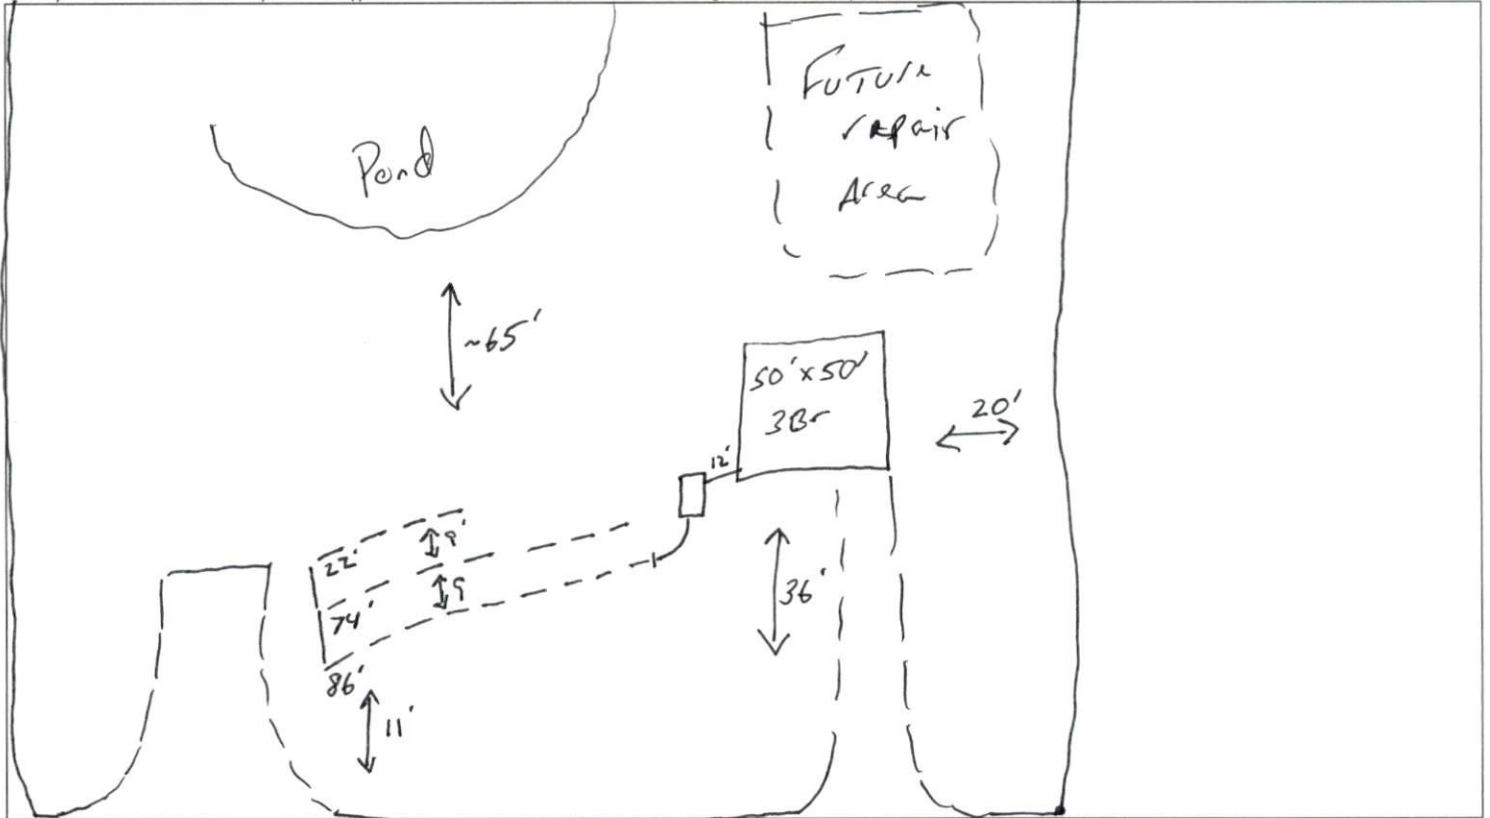 Future
repair
Area
Pond
~65'
50'x50'
3Br
20'
12'
22'
9'
74'
9
36'
86'
11'